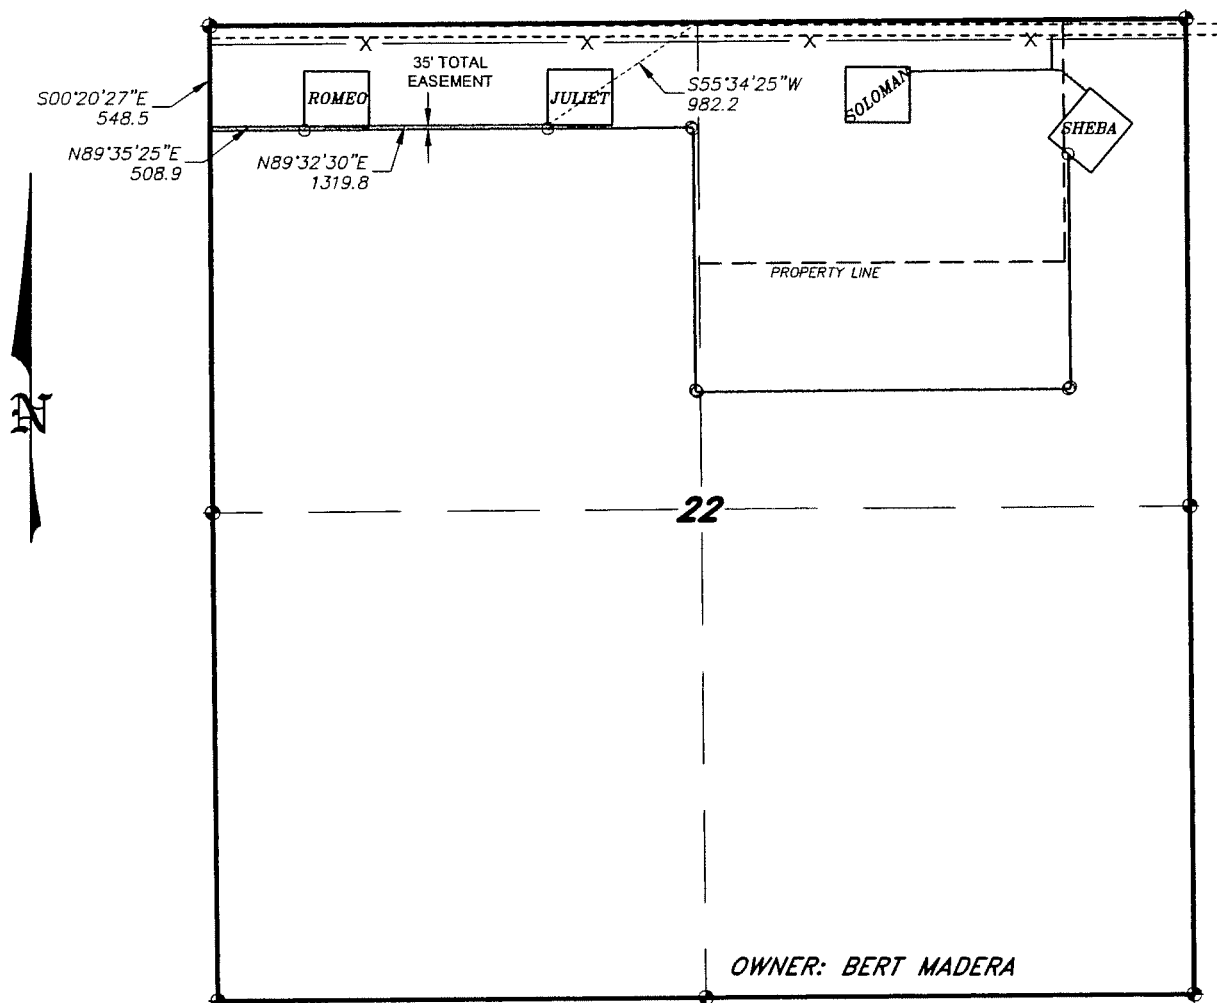 X X X X
35' TOTAL
EASEMENT
S00°20'27"E
548.5
ROMEO
JULIET
S55°34'25"W
982.2
SOLOMAN
SHEBA
N89°35'25"E
508.9
N89°32'30"E
1319.8
PROPERTY LINE
N
22
OWNER: BERT MADERA